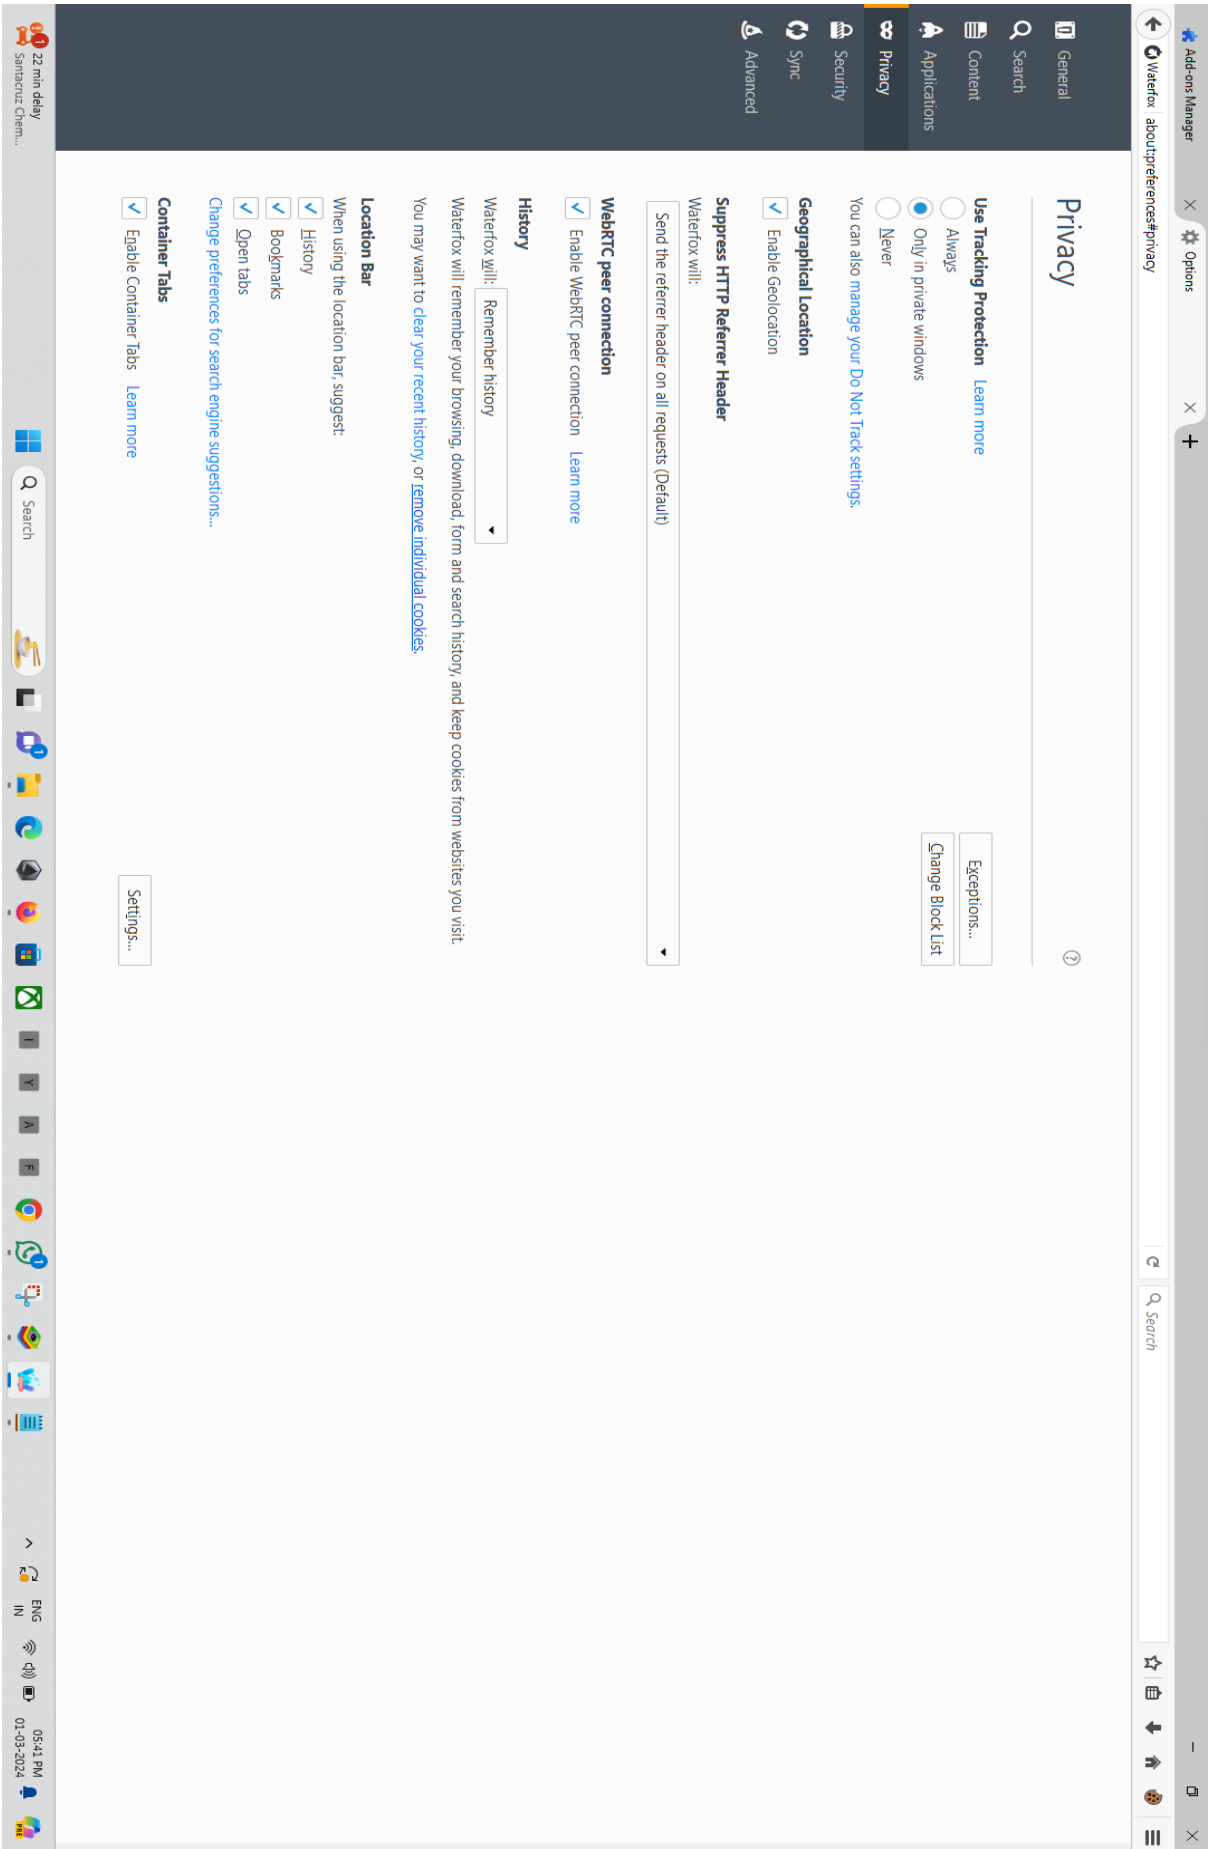 Add-ons Manager
Options
Waterfox
about:preferences#privacy
Search
General
Search
Content
Applications
Privacy
Security
Sync
Advanced
Privacy
Use Tracking Protection Learn more
Always
Only in private windows
Never
Exceptions...
Change Block List
You can also manage your Do Not Track settings.
Geographical Location
Enable Geolocation
Suppress HTTP Referrer Header
Waterfox will:
Send the referrer header on all requests (Default)
WebRTC peer connection
Enable WebRTC peer connection Learn more
History
Waterfox will: Remember history
Waterfox will remember your browsing, download, form and search history, and keep cookies from websites you visit.
You may want to clear your recent history, or remove individual cookies.
Location Bar
When using the location bar, suggest:
History
Bookmarks
Open tabs
Change preferences for search engine suggestions...
Container Tabs
Enable Container Tabs Learn more
Settings...
1
22 min delay
Santacruz Chem...
Search
1
I
Y
A
F
1
ENG
IN
05:41 PM
01-03-2024
PRE